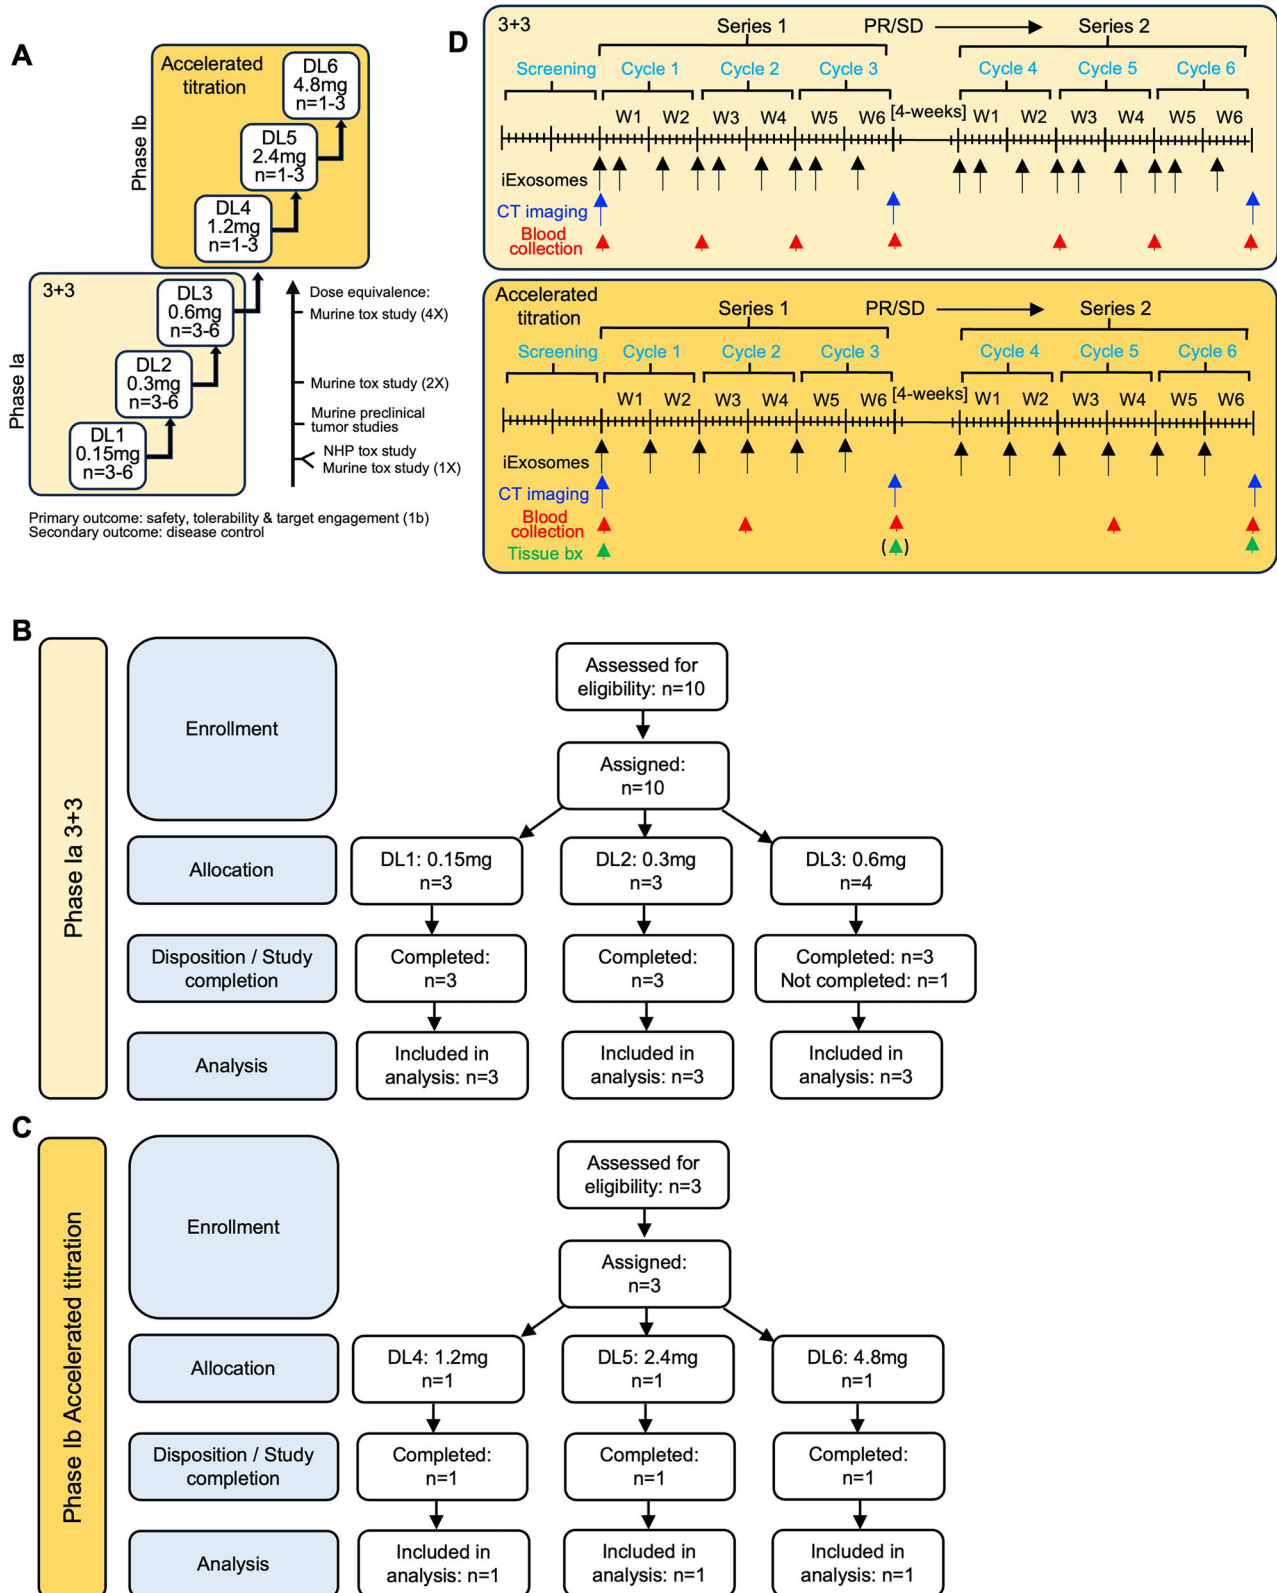 A
Accelerated
titration
DL6
4.8mg
n=1-3
DL5
2.4mg
n=1-3
DL4
1.2mg
n=1-3
Phase Ib
3+3
DL3
0.6mg
n=3-6
DL2
0.3mg
n=3-6
DL1
0.15mg
n=3-6
Phase Ia
Dose equivalence:
Murine tox study (4X)
Murine tox study (2X)
Murine preclinical
tumor studies
NHP tox study
Murine tox study (1X)
Primary outcome: safety, tolerability & target engagement (1b)
Secondary outcome: disease control
D
3+3
Series 1
PR/SD
Series 2
Screening
Cycle 1
Cycle 2
Cycle 3
Cycle 4
Cycle 5
Cycle 6
W1 W2 W3 W4 W5 W6 [4-weeks] W1 W2 W3 W4 W5 W6
iExosomes
CT imaging
Blood
collection
Accelerated
titration
Series 1
PR/SD
Series 2
Screening
Cycle 1
Cycle 2
Cycle 3
Cycle 4
Cycle 5
Cycle 6
W1 W2 W3 W4 W5 W6 [4-weeks] W1 W2 W3 W4 W5 W6
iExosomes
CT imaging
Blood
collection
Tissue bx
( )
B
Phase Ia 3+3
Enrollment
Assessed for
eligibility: n=10
Assigned:
n=10
Allocation
DL1: 0.15mg
n=3
DL2: 0.3mg
n=3
DL3: 0.6mg
n=4
Disposition / Study
completion
Completed:
n=3
Completed:
n=3
Completed: n=3
Not completed: n=1
Analysis
Included in
analysis: n=3
Included in
analysis: n=3
Included in
analysis: n=3
C
Phase Ib Accelerated titration
Enrollment
Assessed for
eligibility: n=3
Assigned:
n=3
Allocation
DL4: 1.2mg
n=1
DL5: 2.4mg
n=1
DL6: 4.8mg
n=1
Disposition / Study
completion
Completed:
n=1
Completed:
n=1
Completed:
n=1
Analysis
Included in
analysis: n=1
Included in
analysis: n=1
Included in
analysis: n=1